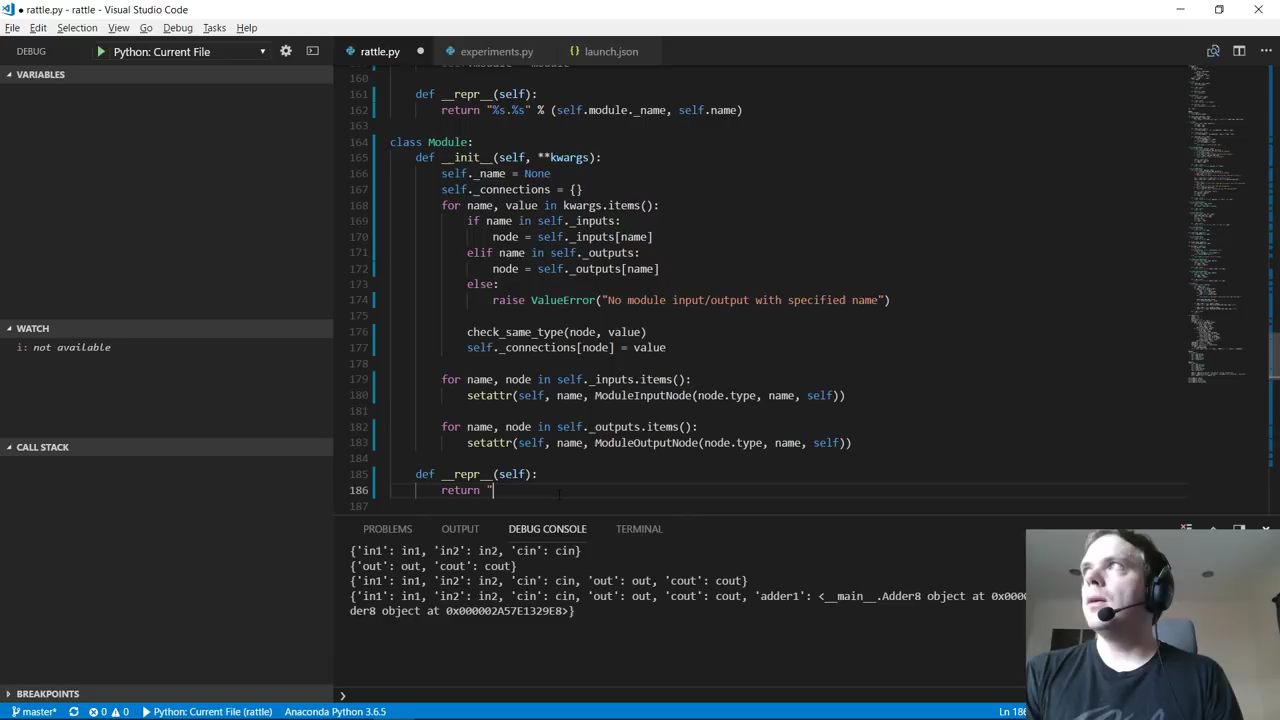 rattle.py - rattle - Visual Studio Code
File Edit Selection View Go Debug Tasks Help
DEBUG Python: Current File rattle.py experiments.py launch.json
VARIABLES
WATCH
i: not available
CALL STACK
BREAKPOINTS
160
161 def __repr__(self):
162 return "%s.%s" % (self.module._name, self.name)
163
164 class Module:
165 def __init__(self, **kwargs):
166 self._name = None
167 self._connections = {}
168 for name, value in kwargs.items():
169 if name in self._inputs:
170 node = self._inputs[name]
171 elif name in self._outputs:
172 node = self._outputs[name]
173 else:
174 raise ValueError("No module input/output with specified name")
175
176 check_same_type(node, value)
177 self._connections[node] = value
178
179 for name, node in self._inputs.items():
180 setattr(self, name, ModuleInputNode(node.type, name, self))
181
182 for name, node in self._outputs.items():
183 setattr(self, name, ModuleOutputNode(node.type, name, self))
184
185 def __repr__(self):
186 return "
187
PROBLEMS OUTPUT DEBUG CONSOLE TERMINAL
{'in1': in1, 'in2': in2, 'cin': cin}
{'out': out, 'cout': cout}
{'in1': in1, 'in2': in2, 'cin': cin, 'out': out, 'cout': cout}
{'in1': in1, 'in2': in2, 'cin': cin, 'out': out, 'cout': cout, 'adder1': <__main__.Adder8 object at 0x0000
der8 object at 0x000002A57E1329E8>}
master* 0 0 Python: Current File (rattle) Anaconda Python 3.6.5 Ln 186